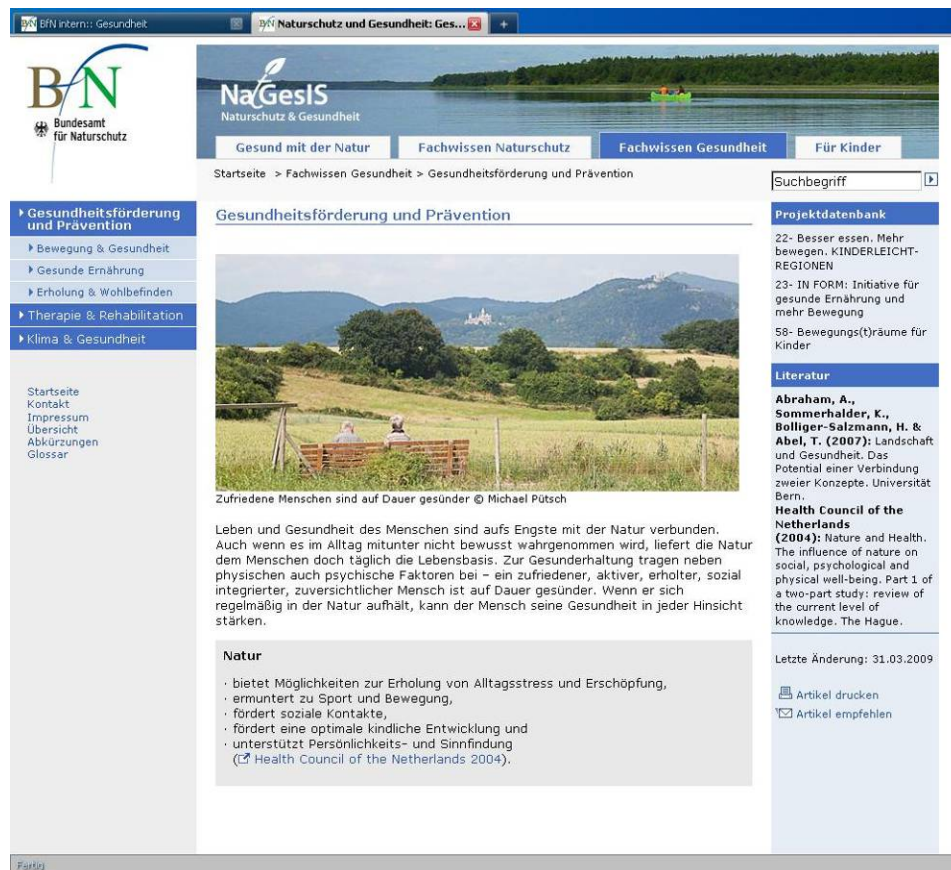 BfN intern:: Gesundheit
Naturschutz und Gesundheit: Ges...
BfN
Bundesamt
für Naturschutz
NatGesIS
Naturschutz & Gesundheit
Gesund mit der Natur
Fachwissen Naturschutz
Fachwissen Gesundheit
Für Kinder
Startseite > Fachwissen Gesundheit > Gesundheitsförderung und Prävention
Suchbegriff
Gesundheitsförderung
und Prävention
Bewegung & Gesundheit
Gesunde Ernährung
Erholung & Wohlbefinden
Therapie & Rehabilitation
Klima & Gesundheit
Startseite
Kontakt
Impressum
Übersicht
Abkürzungen
Glossar
Gesundheitsförderung und Prävention
Zufriedene Menschen sind auf Dauer gesünder © Michael Pütsch
Leben und Gesundheit des Menschen sind aufs Engste mit der Natur verbunden.
Auch wenn es im Alltag mitunter nicht bewusst wahrgenommen wird, liefert die Natur
dem Menschen doch täglich die Lebensbasis. Zur Gesunderhaltung tragen neben
physischen auch psychische Faktoren bei – ein zufriedener, aktiver, erholter, sozial
integrierter, zuversichtlicher Mensch ist auf Dauer gesünder. Wenn er sich
regelmäßig in der Natur aufhält, kann der Mensch seine Gesundheit in jeder Hinsicht
stärken.
Natur
· bietet Möglichkeiten zur Erholung von Alltagsstress und Erschöpfung,
· ermuntert zu Sport und Bewegung,
· fördert soziale Kontakte,
· fördert eine optimale kindliche Entwicklung und
· unterstützt Persönlichkeits- und Sinnfindung
(Health Council of the Netherlands 2004).
Projektdatenbank
22- Besser essen. Mehr
bewegen. KINDERLEICHT-
REGIONEN
23- IN FORM: Initiative für
gesunde Ernährung und
mehr Bewegung
58- Bewegungs(t)räume für
Kinder
Literatur
Abraham, A.,
Sommerhalder, K.,
Bolliger-Salzmann, H. &
Abel, T. (2007): Landschaft
und Gesundheit. Das
Potential einer Verbindung
zweier Konzepte. Universität
Bern.
Health Council of the
Netherlands
(2004): Nature and Health.
The influence of nature on
social, psychological and
physical well-being. Part 1 of
a two-part study: review of
the current level of
knowledge. The Hague.
Letzte Änderung: 31.03.2009
Artikel drucken
Artikel empfehlen
Fertig